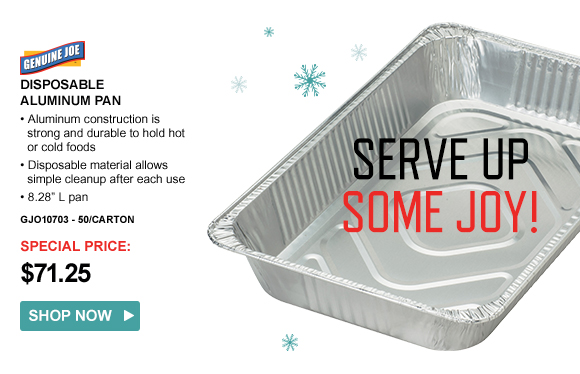 GENUINE JOE
DISPOSABLE
ALUMINUM PAN
• Aluminum construction is
strong and durable to hold hot
or cold foods
• Disposable material allows
simple cleanup after each use
• 8.28” L pan
GJO10703 - 50/CARTON
SPECIAL PRICE:
$71.25
SHOP NOW
SERVE UP
SOME JOY!